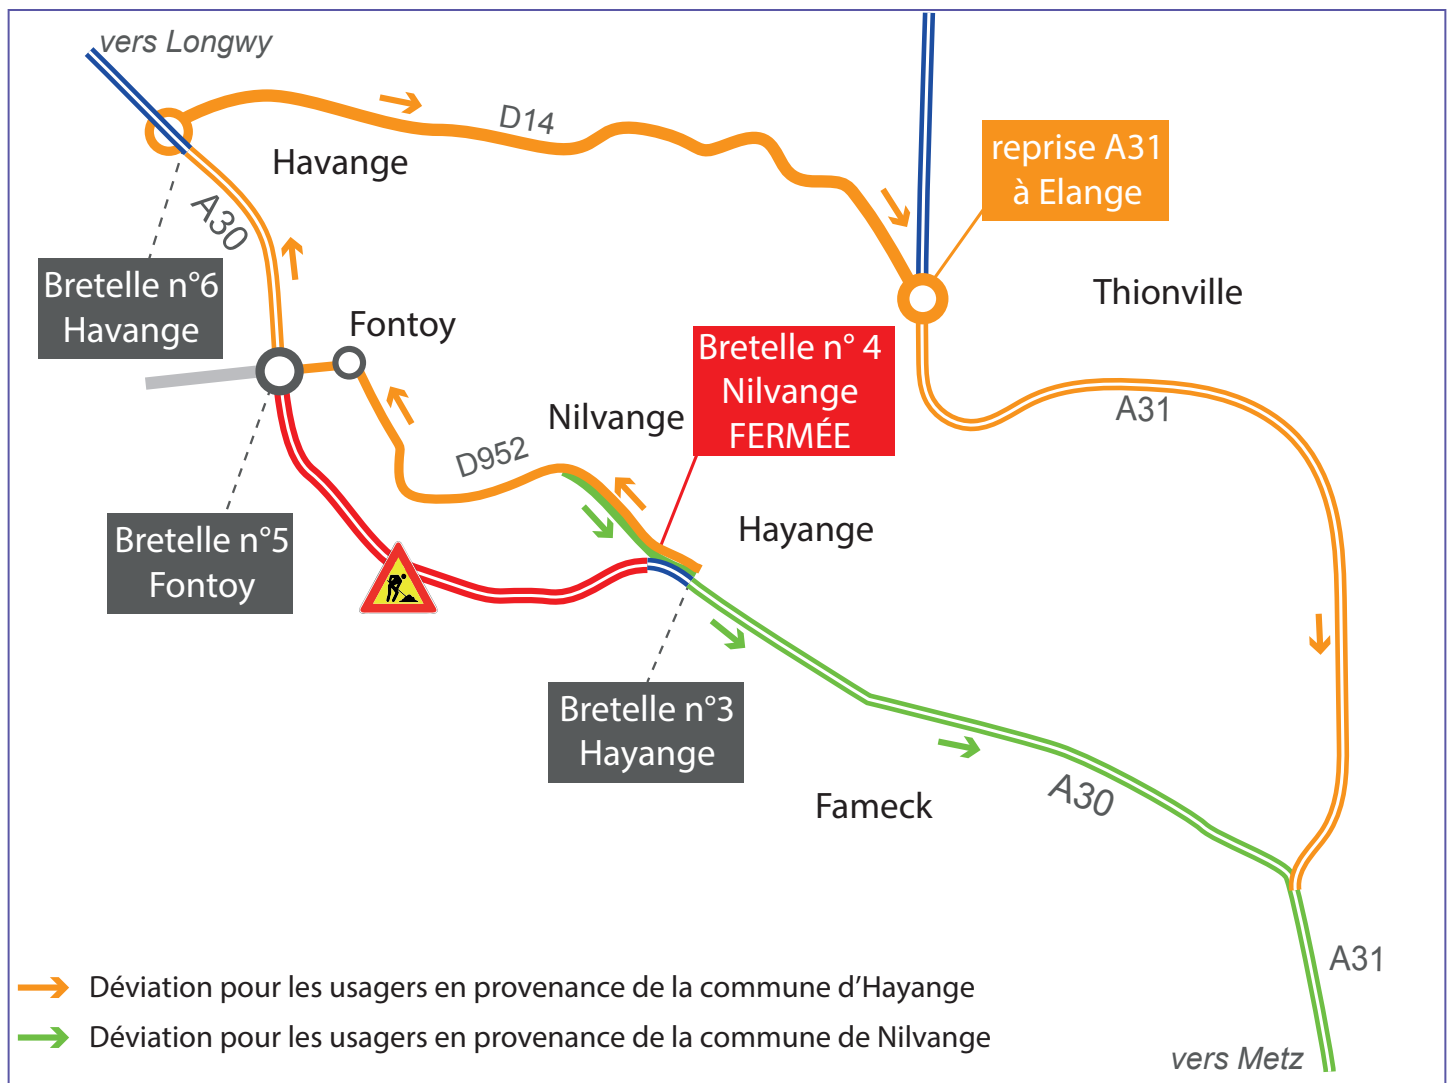 vers Longwy
D14
Havange
reprise A31
à Elange
A30
Bretelle n°6
Havange
Thionville
Fontoy
Bretelle n° 4
Nilvange
FERMÉE
A31
Nilvange
D952
Hayange
Bretelle n°5
Fontoy
Bretelle n°3
Hayange
Fameck
A30
A31
Déviation pour les usagers en provenance de la commune d’Hayange
Déviation pour les usagers en provenance de la commune de Nilvange
vers Metz